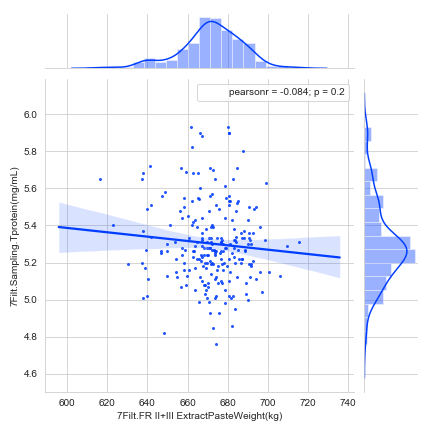 pearsonr = -0.084; p = 0.2
6.0
5.8
5.6
5.4
5.2
5.0
4.8
4.6
7Filt.Sampling.Tprotein(mg/mL)
600 620 640 660 680 700 720 740
7Filt.FR II+III ExtractPasteWeight(kg)